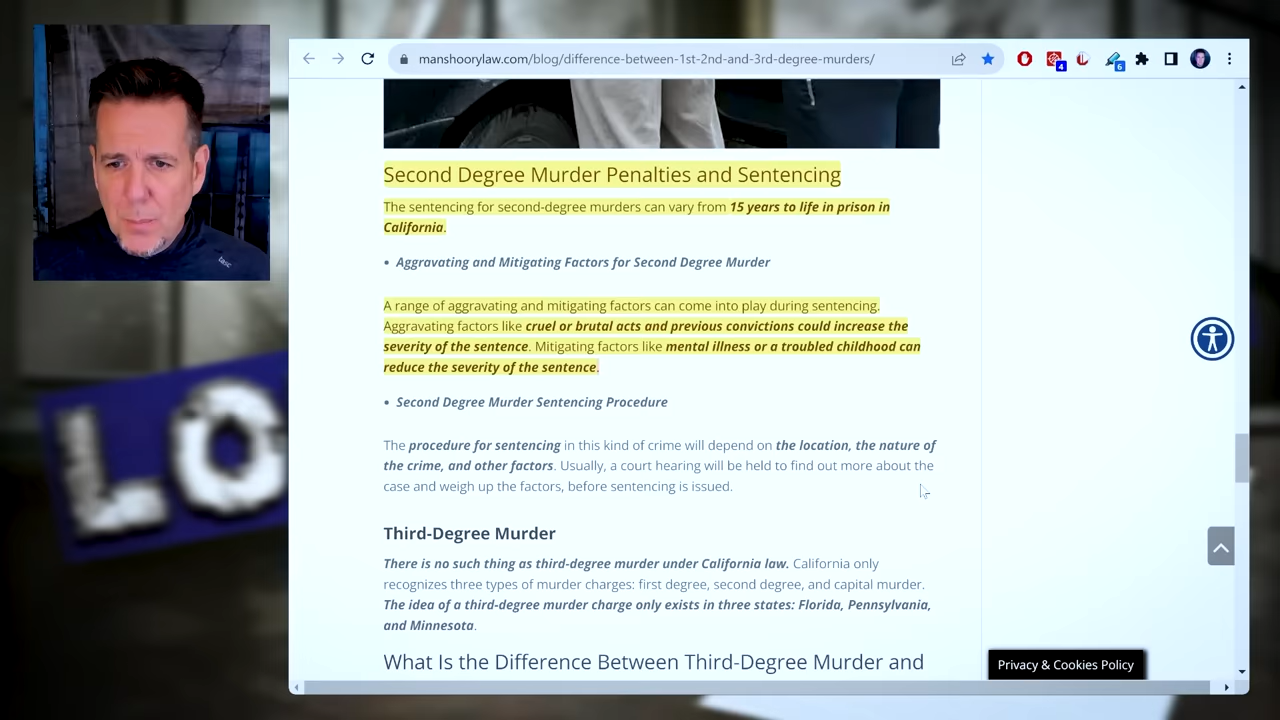 manshoorylaw.com/blog/difference-between-1st-2nd-and-3rd-degree-murders/
4
6
Second Degree Murder Penalties and Sentencing
The sentencing for second-degree murders can vary from 15 years to life in prison in
California.
• Aggravating and Mitigating Factors for Second Degree Murder
A range of aggravating and mitigating factors can come into play during sentencing.
Aggravating factors like cruel or brutal acts and previous convictions could increase the
severity of the sentence. Mitigating factors like mental illness or a troubled childhood can
reduce the severity of the sentence.
• Second Degree Murder Sentencing Procedure
The procedure for sentencing in this kind of crime will depend on the location, the nature of
the crime, and other factors. Usually, a court hearing will be held to find out more about the
case and weigh up the factors, before sentencing is issued.
Third-Degree Murder
There is no such thing as third-degree murder under California law. California only
recognizes three types of murder charges: first degree, second degree, and capital murder.
The idea of a third-degree murder charge only exists in three states: Florida, Pennsylvania,
and Minnesota.
What Is the Difference Between Third-Degree Murder and
Privacy & Cookies Policy
tasc
LO